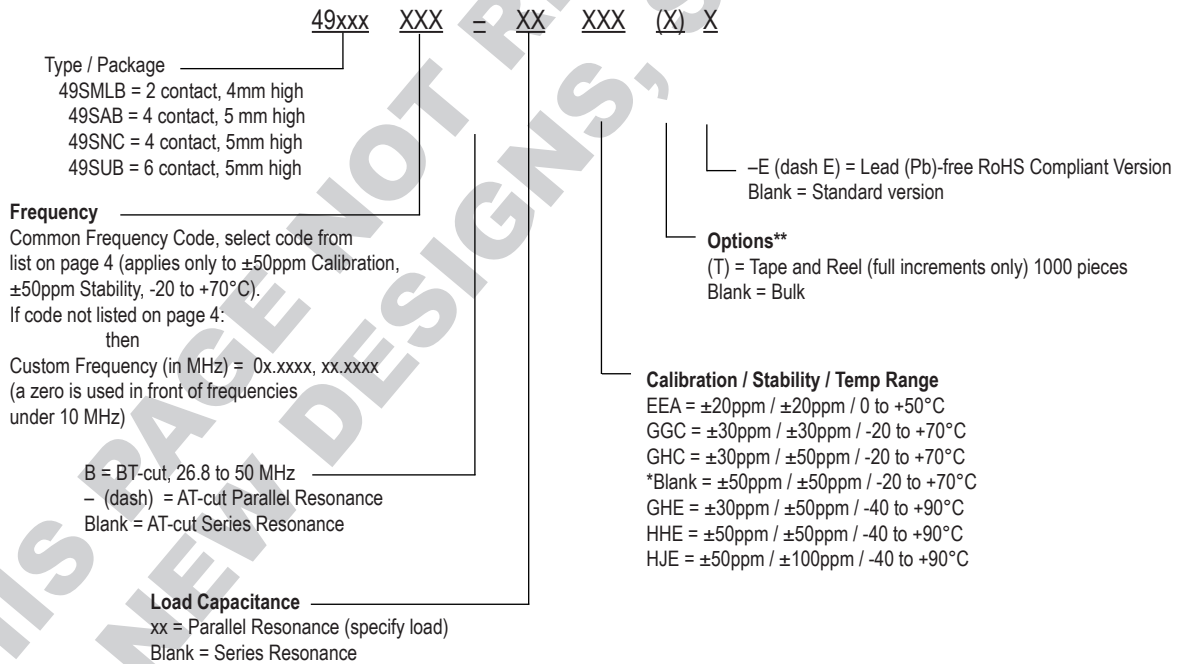 49xxx XXX – XX XXX (X) X
Type / Package
49SMLB = 2 contact, 4mm high
49SAB = 4 contact, 5 mm high
49SNC = 4 contact, 5mm high
49SUB = 6 contact, 5mm high
Frequency
Common Frequency Code, select code from
list on page 4 (applies only to ±50ppm Calibration,
±50ppm Stability, -20 to +70°C).
If code not listed on page 4:
then
Custom Frequency (in MHz) = 0x.xxxx, xx.xxxx
(a zero is used in front of frequencies
under 10 MHz)
B = BT-cut, 26.8 to 50 MHz
– (dash) = AT-cut Parallel Resonance
Blank = AT-cut Series Resonance
Load Capacitance
xx = Parallel Resonance (specify load)
Blank = Series Resonance
–E (dash E) = Lead (Pb)-free RoHS Compliant Version
Blank = Standard version
Options**
(T) = Tape and Reel (full increments only) 1000 pieces
Blank = Bulk
Calibration / Stability / Temp Range
EEA = ±20ppm / ±20ppm / 0 to +50°C
GGC = ±30ppm / ±30ppm / -20 to +70°C
GHC = ±30ppm / ±50ppm / -20 to +70°C
*Blank = ±50ppm / ±50ppm / -20 to +70°C
GHE = ±30ppm / ±50ppm / -40 to +90°C
HHE = ±50ppm / ±50ppm / -40 to +90°C
HJE = ±50ppm / ±100ppm / -40 to +90°C
THIS PAGE NOT
NEW DESIGNS,